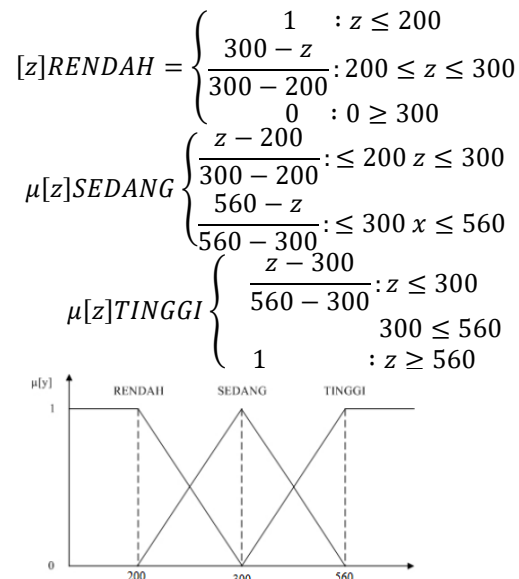 1 : z ≤ 200
[z]RENDAH = { 300 − z / 300 − 200 : 200 ≤ z ≤ 300
0 : 0 ≥ 300
z − 200 / 300 − 200 : ≤ 200 z ≤ 300
μ[z]SEDANG {
560 − z / 560 − 300 : ≤ 300 x ≤ 560
z − 300 / 560 − 300 : z ≤ 300
μ[z]TINGGI { 300 ≤ 560
1 : z ≥ 560
μ[y]
RENDAH SEDANG TINGGI
1
0
200 300 560